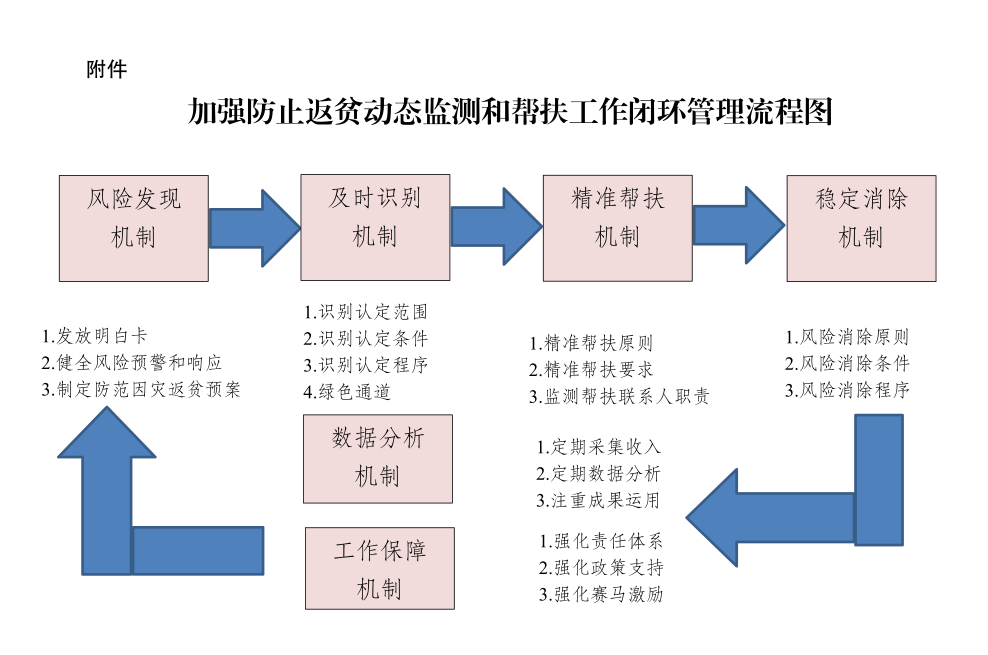 附件
加强防止返贫动态监测和帮扶工作闭环管理流程图
风险发现
机制
及时识别
机制
精准帮扶
机制
稳定消除
机制
1.发放明白卡
2.健全风险预警和响应
3.制定防范因灾返贫预案
1.识别认定范围
2.识别认定条件
3.识别认定程序
4.绿色通道
1.精准帮扶原则
2.精准帮扶要求
3.监测帮扶联系人职责
1.风险消除原则
2.风险消除条件
3.风险消除程序
数据分析
机制
1.定期采集收入
2.定期数据分析
3.注重成果运用
工作保障
机制
1.强化责任体系
2.强化政策支持
3.强化赛马激励